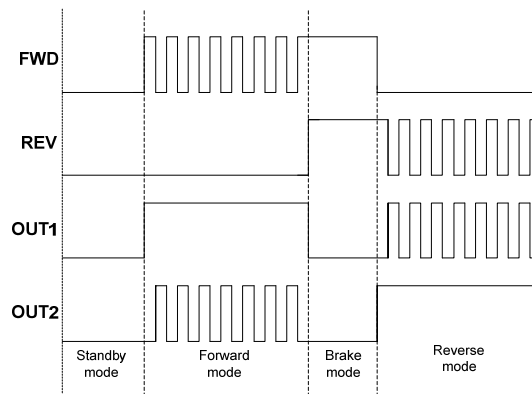 FWD
REV
OUT1
OUT2
Standby
mode
Forward
mode
Brake
mode
Reverse
mode